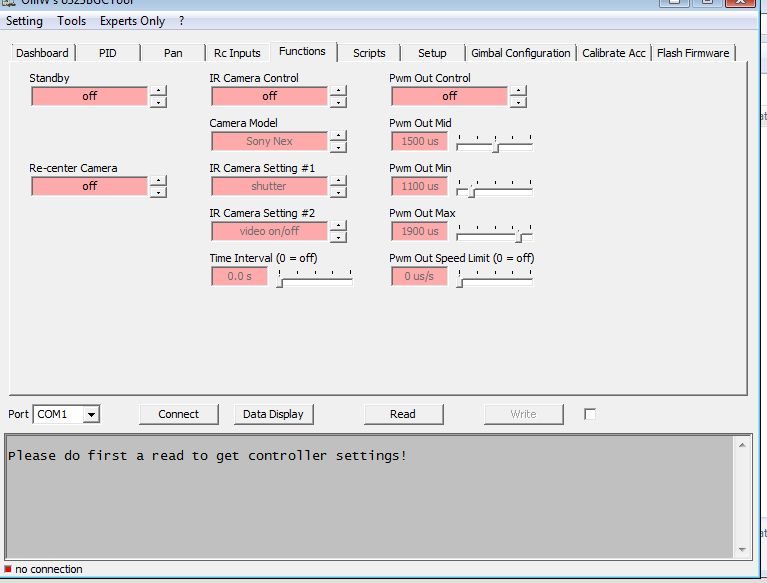 OlliW's o323BGCTool
Setting Tools Experts Only ?
Dashboard PID Pan Rc Inputs Functions Scripts Setup Gimbal Configuration Calibrate Acc Flash Firmware
Standby IR Camera Control Pwm Out Control
off off off
Camera Model Pwm Out Mid
Sony Nex 1500 us
Re-center Camera IR Camera Setting #1 Pwm Out Min
off shutter 1100 us
IR Camera Setting #2 Pwm Out Max
video on/off 1900 us
Time Interval (0 = off) Pwm Out Speed Limit (0 = off)
0.0 s 0 us/s
Port COM1 Connect Data Display Read Write
Please do first a read to get controller settings!
no connection